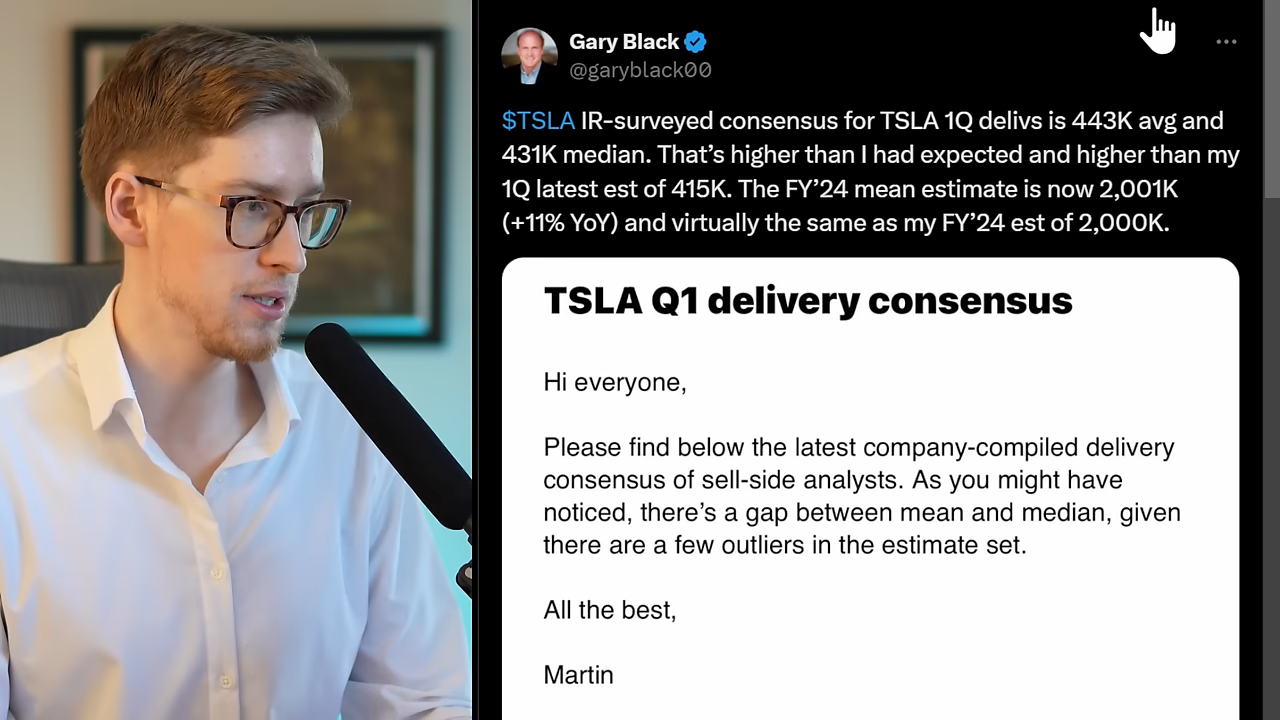 Gary Black
@garyblack00
$TSLA IR-surveyed consensus for TSLA 1Q delivs is 443K avg and
431K median. That’s higher than I had expected and higher than my
1Q latest est of 415K. The FY’24 mean estimate is now 2,001K
(+11% YoY) and virtually the same as my FY’24 est of 2,000K.
TSLA Q1 delivery consensus
Hi everyone,
Please find below the latest company-compiled delivery
consensus of sell-side analysts. As you might have
noticed, there’s a gap between mean and median, given
there are a few outliers in the estimate set.
All the best,
Martin